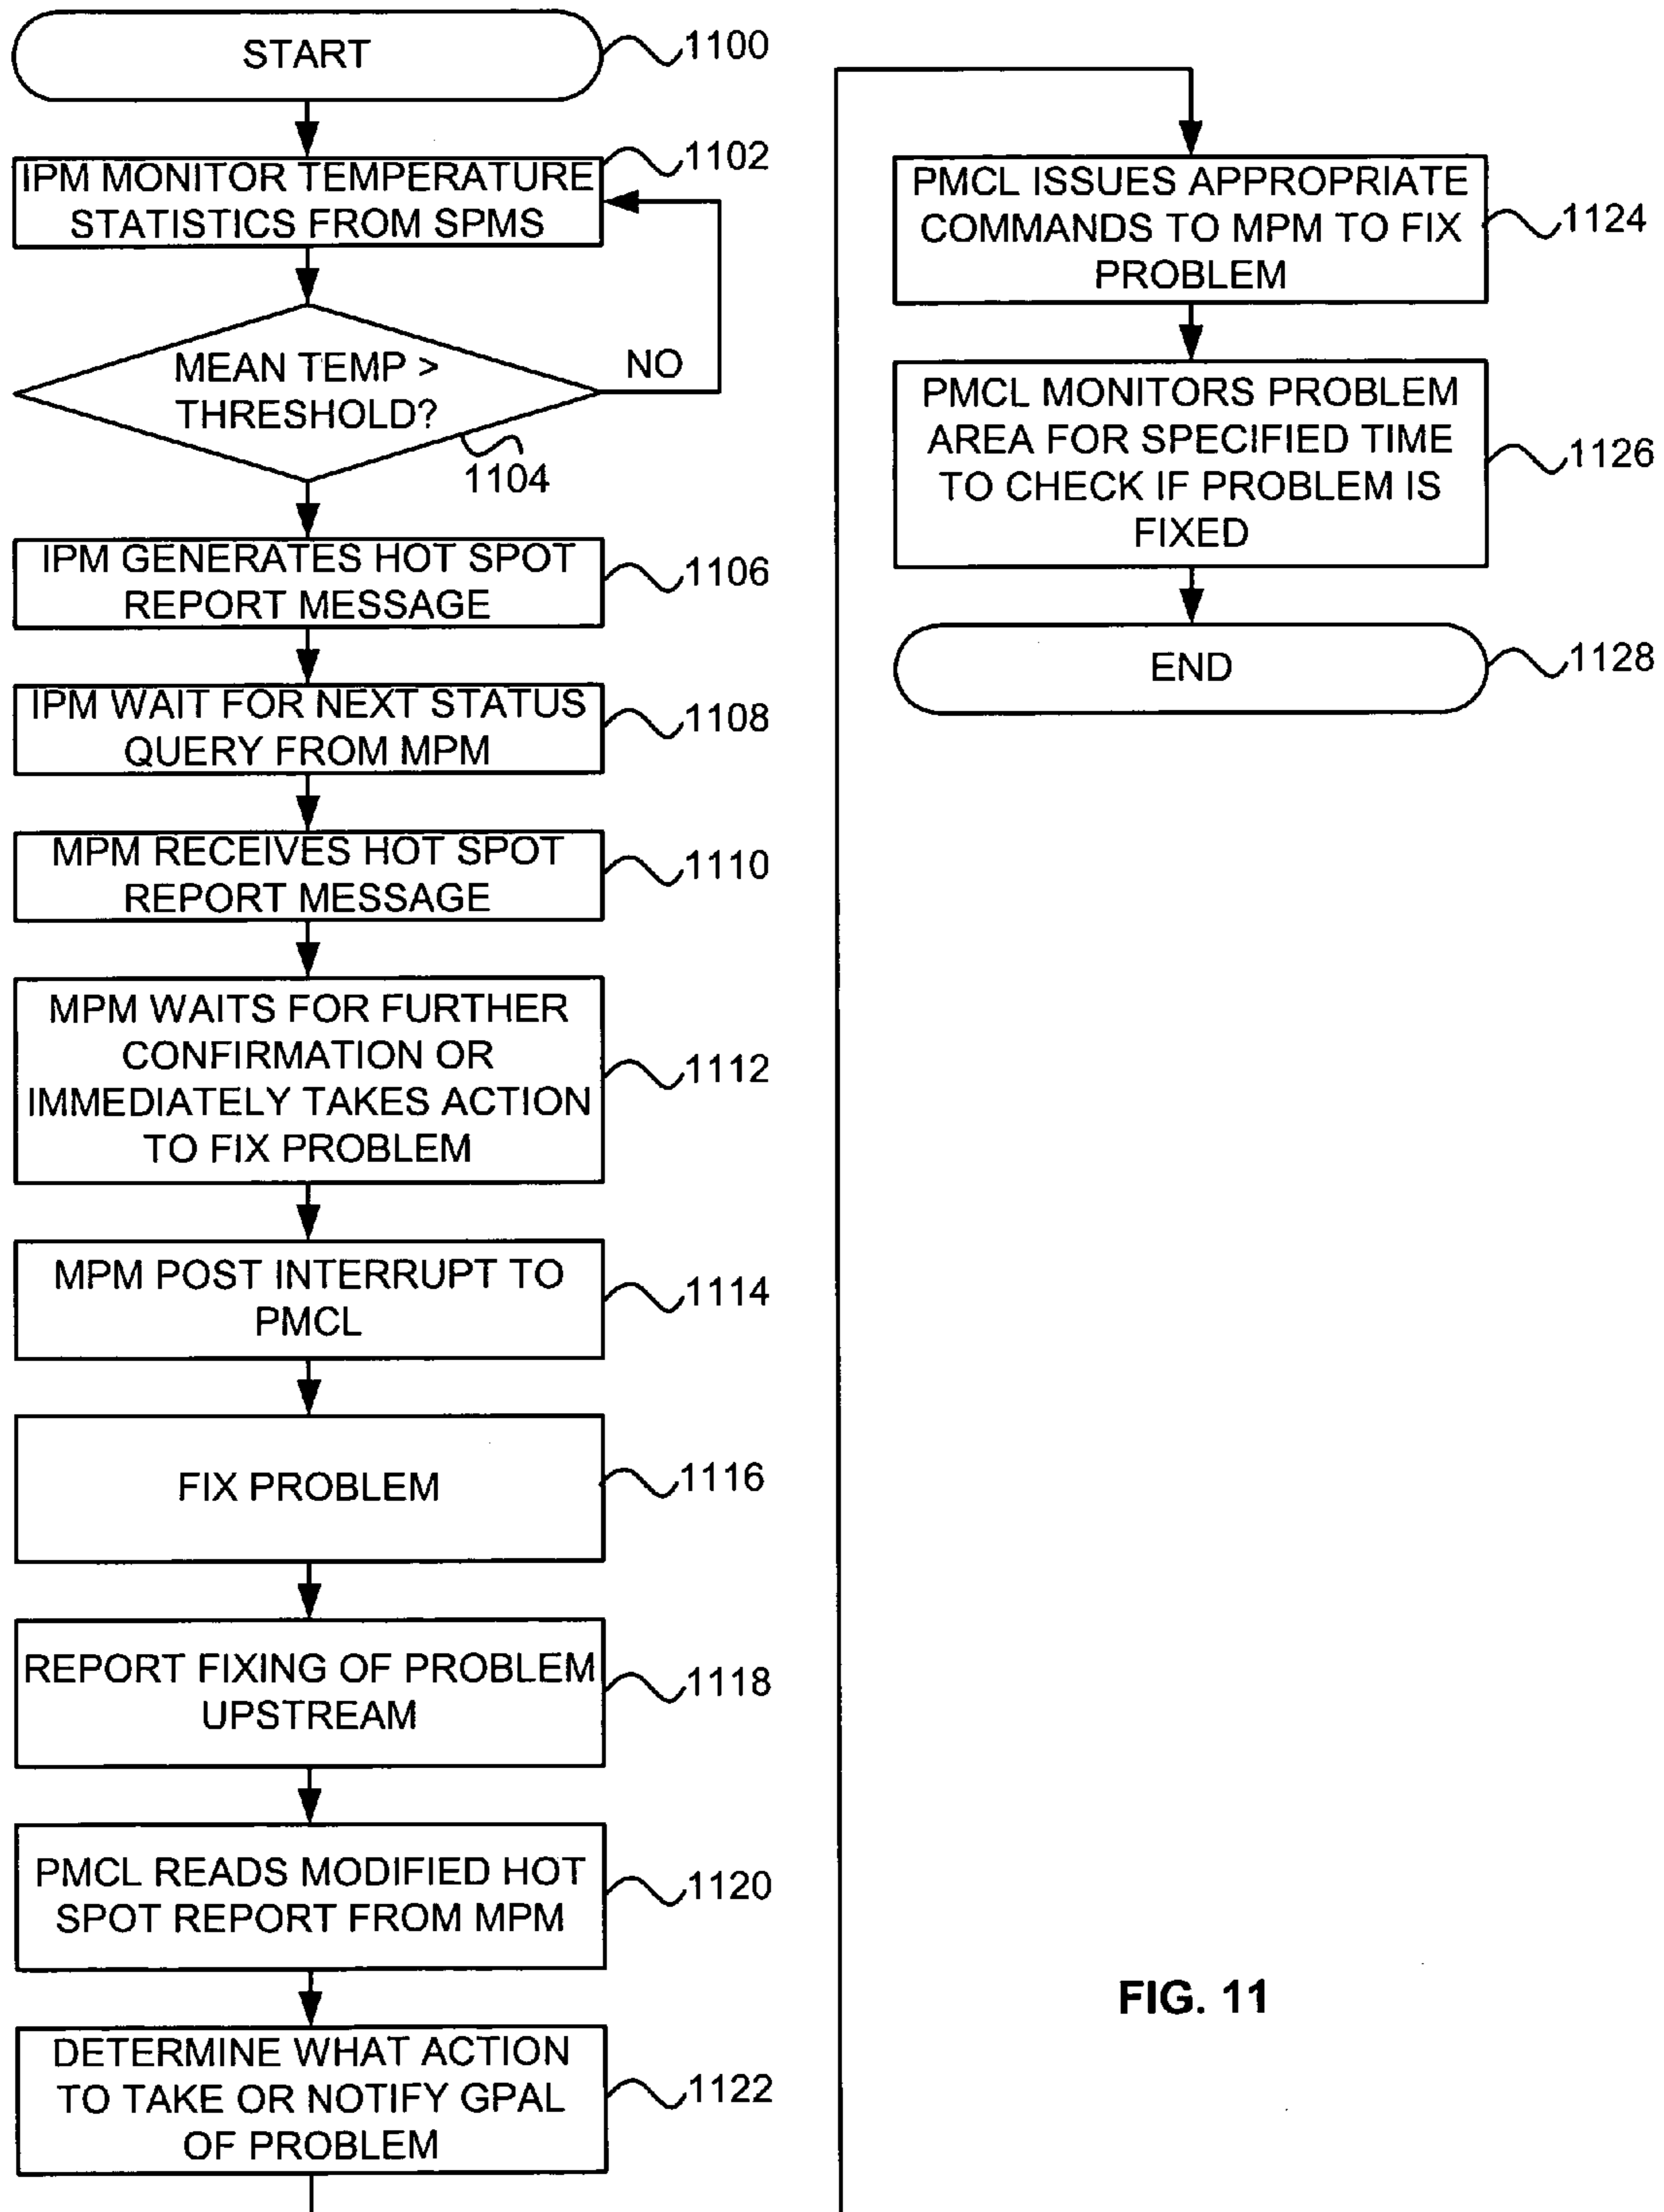 START
1100
IPM MONITOR TEMPERATURE
STATISTICS FROM SPMS
1102
MEAN TEMP >
THRESHOLD?
NO
1104
IPM GENERATES HOT SPOT
REPORT MESSAGE
1106
IPM WAIT FOR NEXT STATUS
QUERY FROM MPM
1108
MPM RECEIVES HOT SPOT
REPORT MESSAGE
1110
MPM WAITS FOR FURTHER
CONFIRMATION OR
IMMEDIATELY TAKES ACTION
TO FIX PROBLEM
1112
MPM POST INTERRUPT TO
PMCL
1114
FIX PROBLEM
1116
REPORT FIXING OF PROBLEM
UPSTREAM
1118
PMCL READS MODIFIED HOT
SPOT REPORT FROM MPM
1120
DETERMINE WHAT ACTION
TO TAKE OR NOTIFY GPAL
OF PROBLEM
1122
PMCL ISSUES APPROPRIATE
COMMANDS TO MPM TO FIX
PROBLEM
1124
PMCL MONITORS PROBLEM
AREA FOR SPECIFIED TIME
TO CHECK IF PROBLEM IS
FIXED
1126
END
1128
FIG. 11